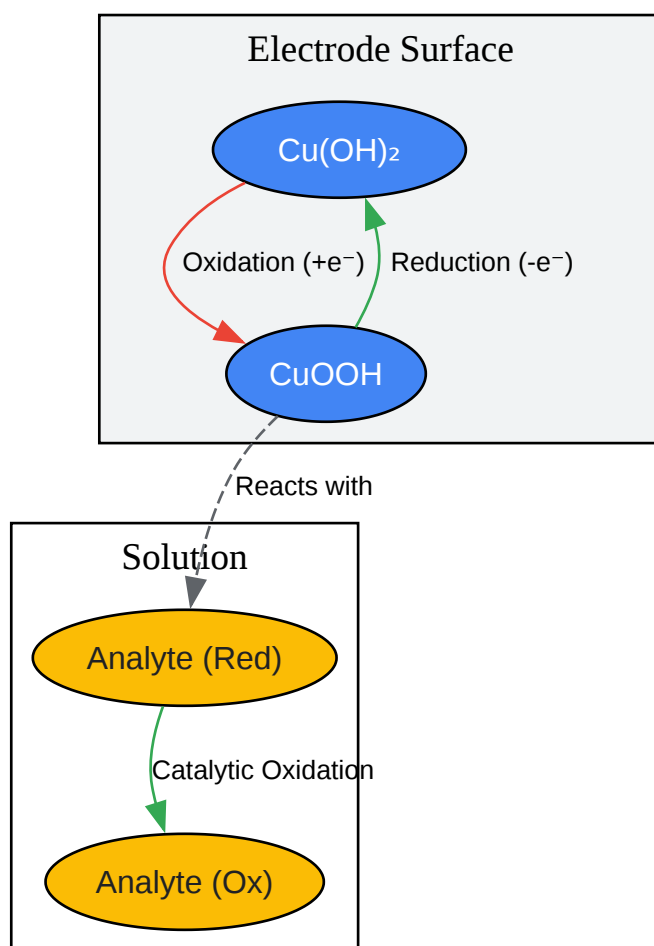 Electrode Surface
Cu(OH)₂
Oxidation (+e⁻) Reduction (-e⁻)
CuOOH
Reacts with
Solution
Analyte (Red)
Catalytic Oxidation
Analyte (Ox)